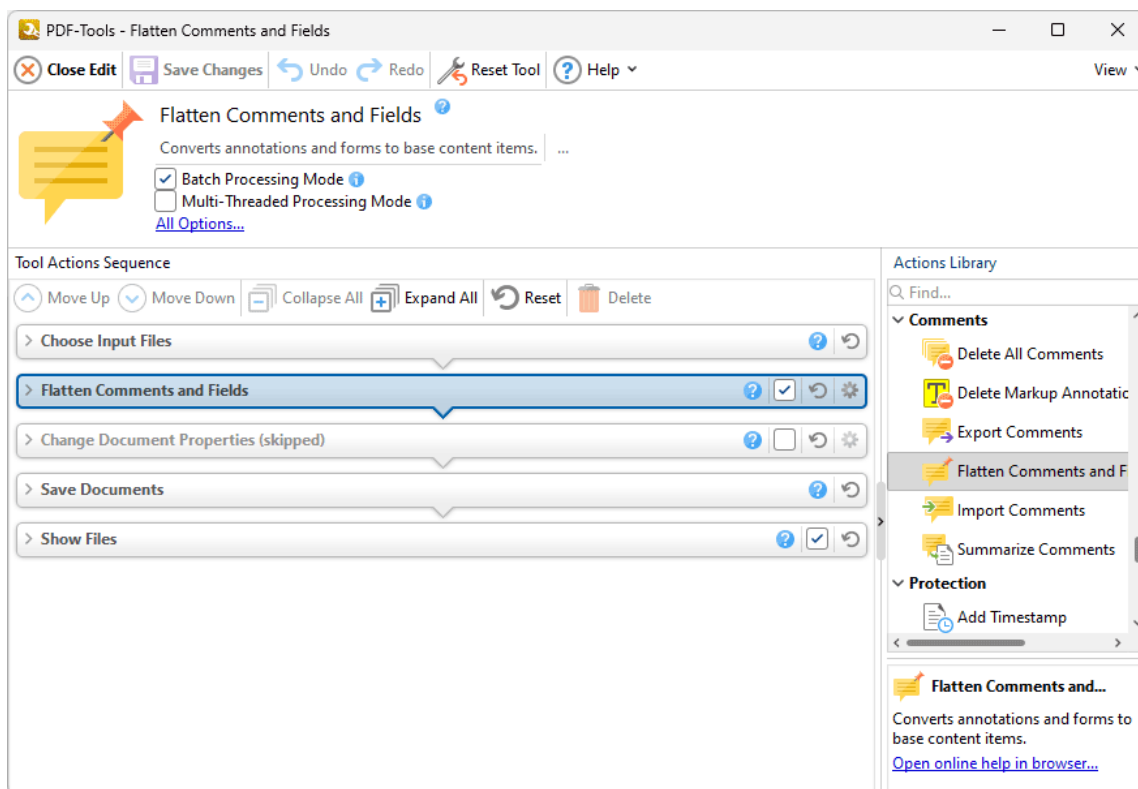 PDF-Tools - Flatten Comments and Fields
Close Edit Save Changes Undo Redo Reset Tool ? Help View
Flatten Comments and Fields ?
Converts annotations and forms to base content items. ...
Batch Processing Mode i
Multi-Threaded Processing Mode i
All Options...
Tool Actions Sequence
Move Up Move Down Collapse All Expand All Reset Delete
Choose Input Files ?
Flatten Comments and Fields ?
Change Document Properties (skipped) ?
Save Documents ?
Show Files ?
Actions Library
Find...
Comments
Delete All Comments
Delete Markup Annotatic
Export Comments
Flatten Comments and F
Import Comments
Summarize Comments
Protection
Add Timestamp
Flatten Comments and...
Converts annotations and forms to
base content items.
Open online help in browser...